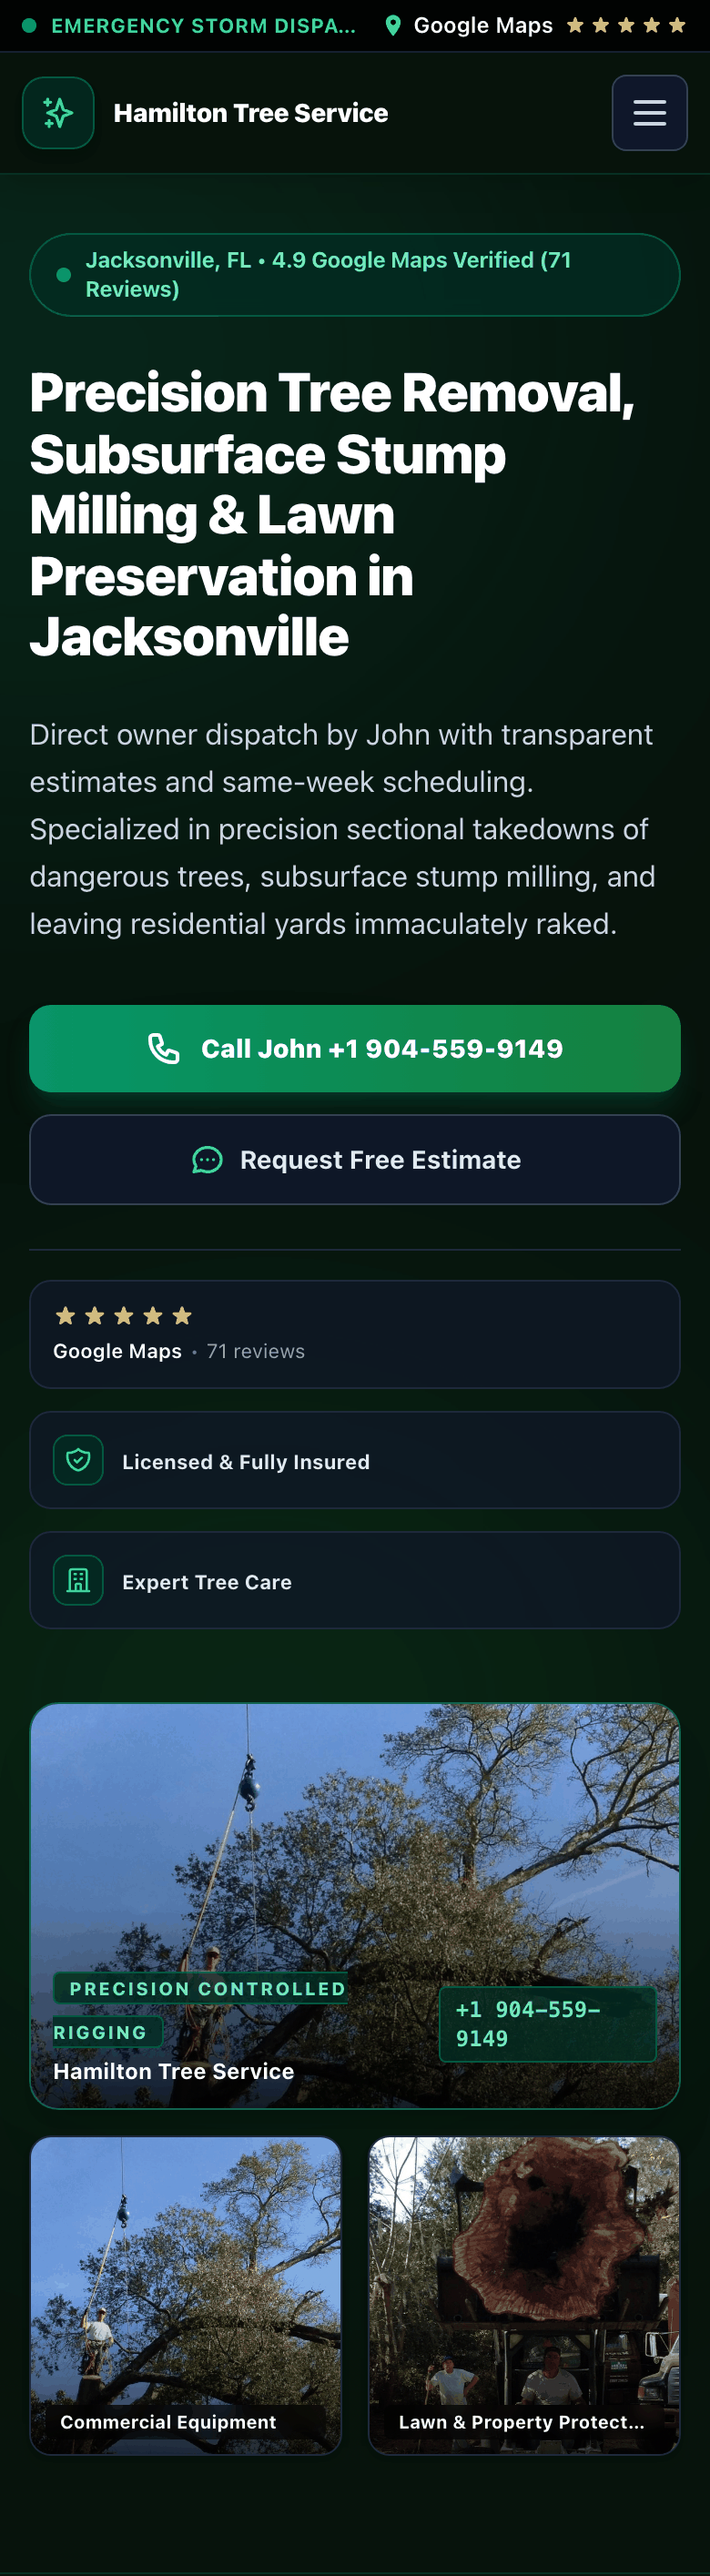 EMERGENCY STORM DISPA... Google Maps
Hamilton Tree Service
Jacksonville, FL • 4.9 Google Maps Verified (71
Reviews)
Precision Tree Removal,
Subsurface Stump
Milling & Lawn
Preservation in
Jacksonville
Direct owner dispatch by John with transparent
estimates and same-week scheduling.
Specialized in precision sectional takedowns of
dangerous trees, subsurface stump milling, and
leaving residential yards immaculately raked.
Call John +1 904-559-9149
Request Free Estimate
Google Maps • 71 reviews
Licensed & Fully Insured
Expert Tree Care
PRECISION CONTROLLED
RIGGING
Hamilton Tree Service
+1 904-559-
9149
Commercial Equipment
Lawn & Property Protect...